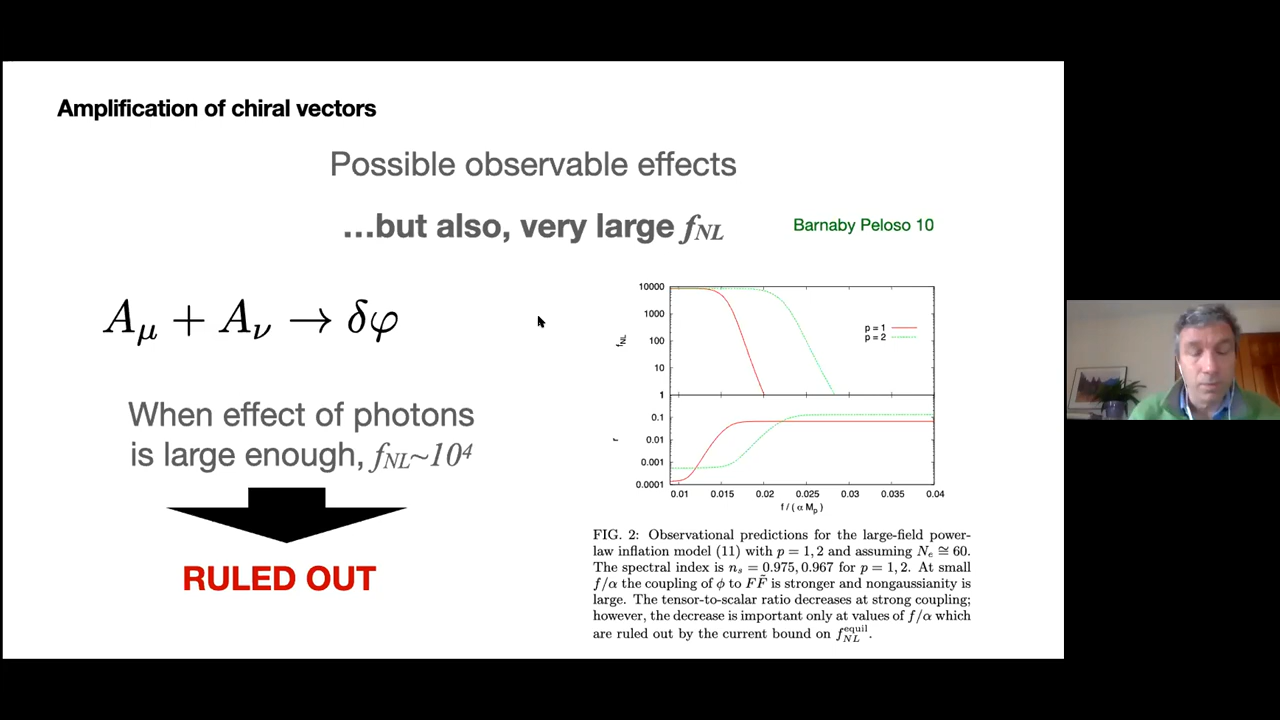 Amplification of chiral vectors
Possible observable effects
...but also, very large fNL
Barnaby Peloso 10
Aμ + Aν → δφ
When effect of photons
is large enough, fNL~10⁴
RULED OUT
10000
1000
100
10
1
fNL
p = 1
p = 2
0.1
0.01
0.001
0.0001
r
0.01 0.015 0.02 0.025 0.03 0.035 0.04
f / ( α Mp )
FIG. 2: Observational predictions for the large-field power-
law inflation model (11) with p = 1, 2 and assuming Ne ≅ 60.
The spectral index is ns = 0.975, 0.967 for p = 1, 2. At small
f/α the coupling of ϕ to FF̃ is stronger and nongaussianity is
large. The tensor-to-scalar ratio decreases at strong coupling;
however, the decrease is important only at values of f/α which
are ruled out by the current bound on fNL^equil.